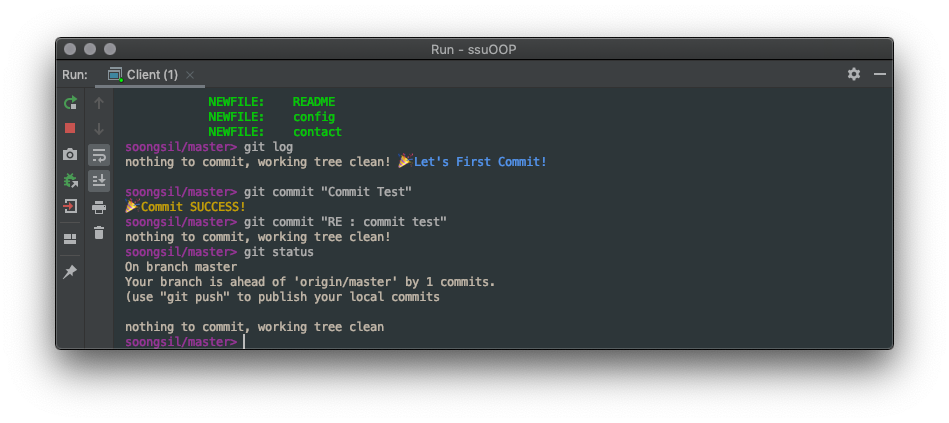 Run - ssuOOP
Run: Client (1)
NEWFILE: README
NEWFILE: config
NEWFILE: contact
soongsil/master> git log
nothing to commit, working tree clean! 🎉Let's First Commit!
soongsil/master> git commit "Commit Test"
🎉Commit SUCCESS!
soongsil/master> git commit "RE : commit test"
nothing to commit, working tree clean!
soongsil/master> git status
On branch master
Your branch is ahead of 'origin/master' by 1 commits.
(use "git push" to publish your local commits
nothing to commit, working tree clean
soongsil/master>